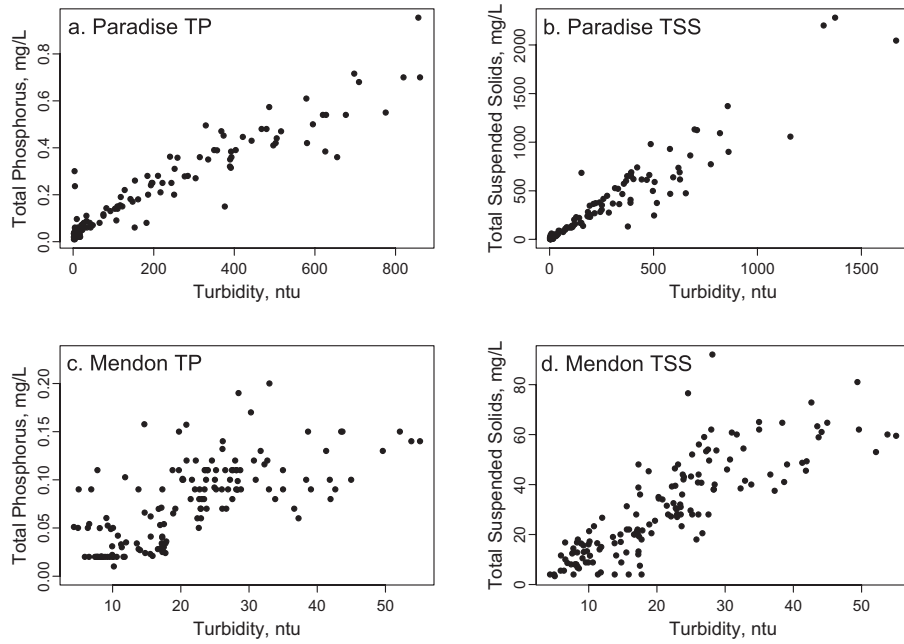 a. Paradise TP
Total Phosphorus, mg/L
0.0 0.2 0.4 0.6 0.8
0 200 400 600 800
Turbidity, ntu
b. Paradise TSS
Total Suspended Solids, mg/L
0 500 1000 1500 2000
0 500 1000 1500
Turbidity, ntu
c. Mendon TP
Total Phosphorus, mg/L
0.00 0.05 0.10 0.15 0.20
10 20 30 40 50
Turbidity, ntu
d. Mendon TSS
Total Suspended Solids, mg/L
0 20 40 60 80
10 20 30 40 50
Turbidity, ntu